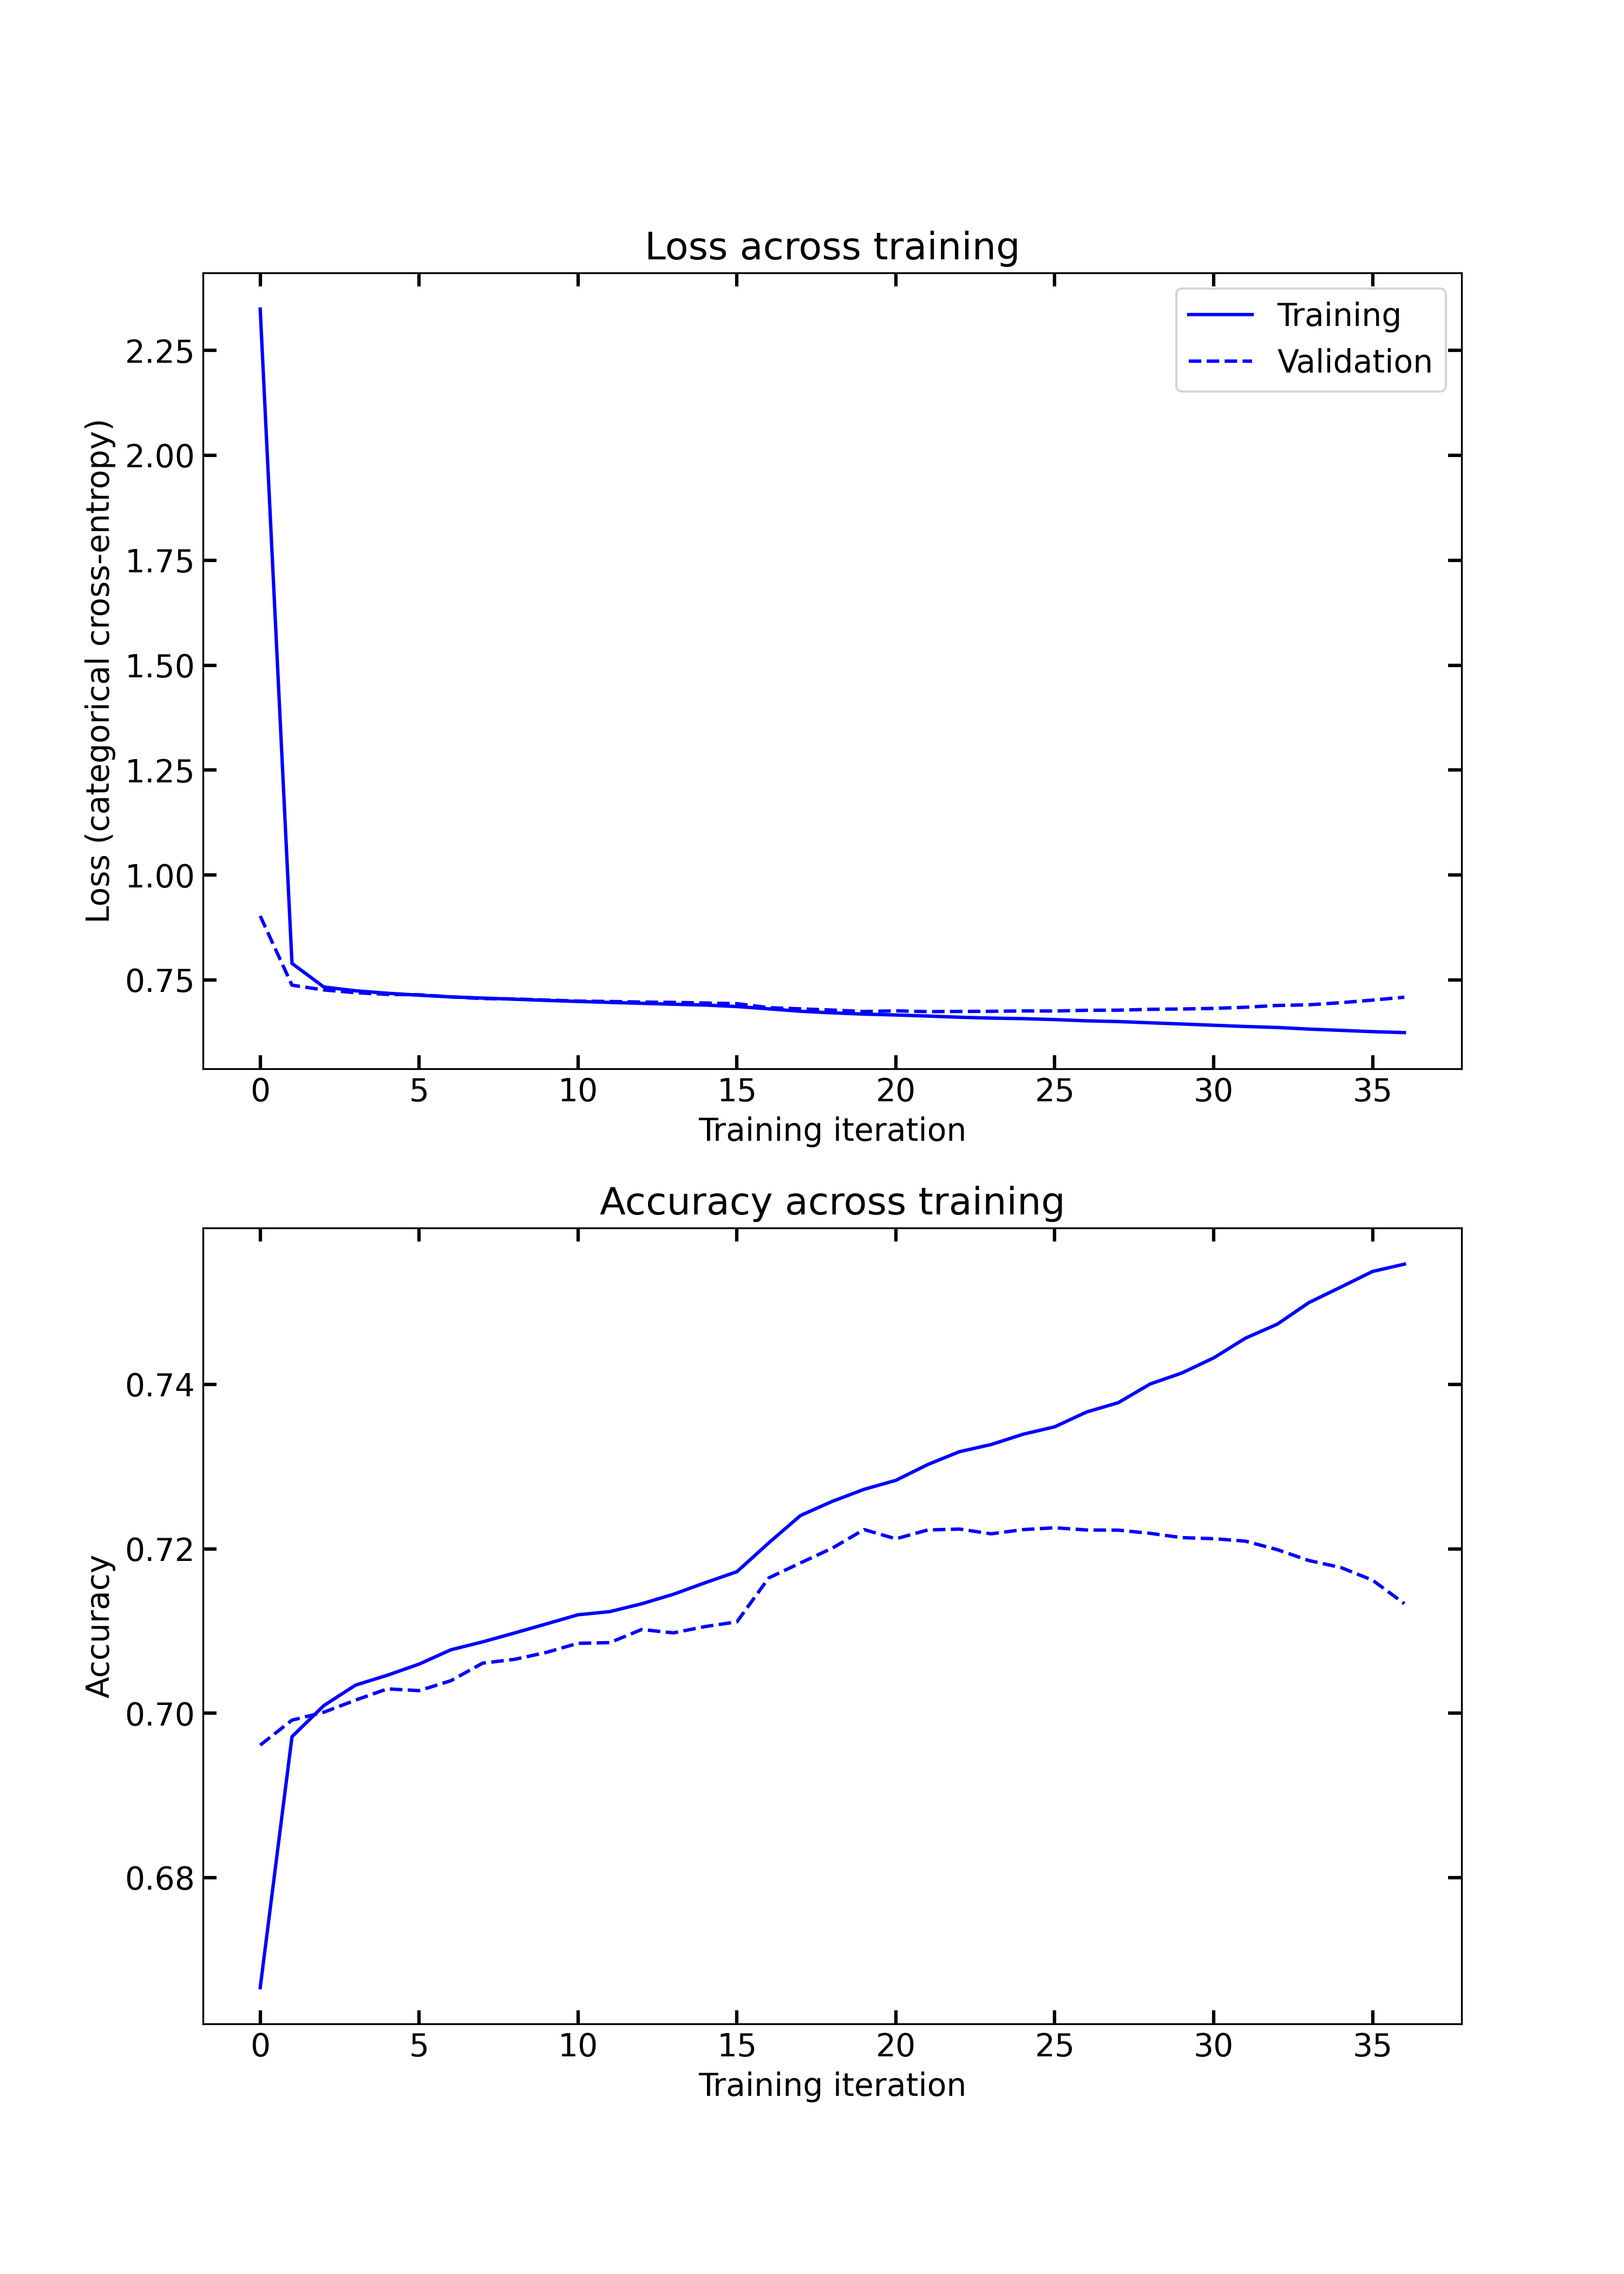 Loss across training
Training
Validation
Loss (categorical cross-entropy)
2.25
2.00
1.75
1.50
1.25
1.00
0.75
0 5 10 15 20 25 30 35
Training iteration
Accuracy across training
Accuracy
0.74
0.72
0.70
0.68
0 5 10 15 20 25 30 35
Training iteration